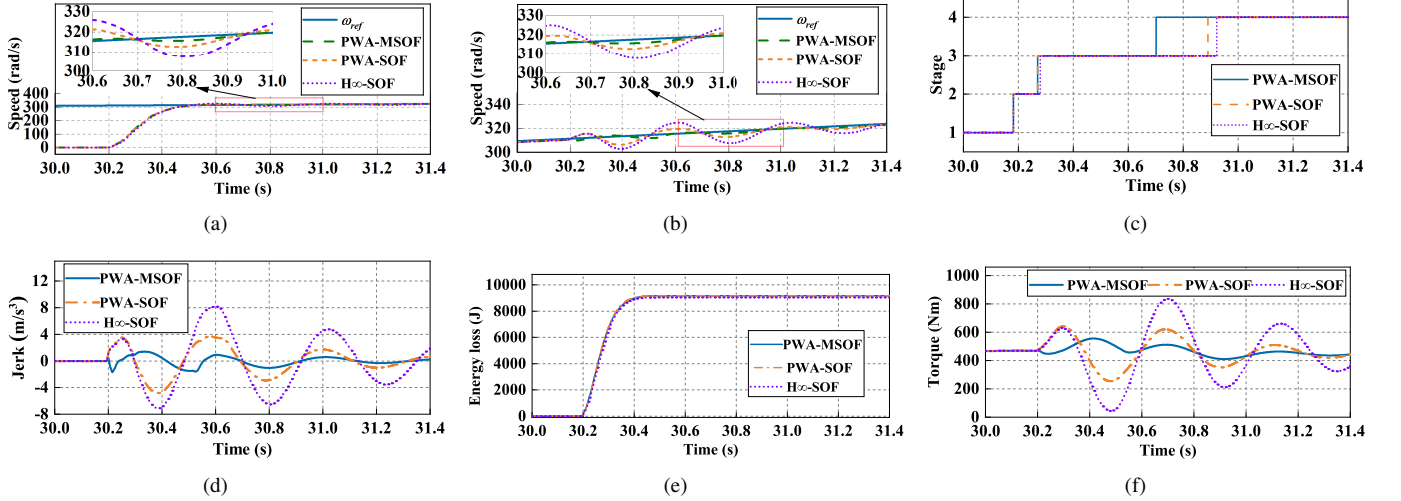 330
320
310
300
30.6 30.7 30.8 30.9 31.0
ω_ref
PWA-MSOF
PWA-SOF
H∞-SOF
Speed (rad/s)
300
200
100
0
30.0 30.2 30.4 30.6 30.8 31.0 31.2 31.4
Time (s)
(a)
330
320
310
300
30.6 30.7 30.8 30.9 31.0
ω_ref
PWA-MSOF
PWA-SOF
H∞-SOF
Speed (rad/s)
340
320
300
30.0 30.2 30.4 30.6 30.8 31.0 31.2 31.4
Time (s)
(b)
Stage
4
3
2
1
PWA-MSOF
PWA-SOF
H∞-SOF
30.0 30.2 30.4 30.6 30.8 31.0 31.2 31.4
Time (s)
(c)
Jerk (m/s³)
12
8
4
0
-4
-8
PWA-MSOF
PWA-SOF
H∞-SOF
30.0 30.2 30.4 30.6 30.8 31.0 31.2 31.4
Time (s)
(d)
Energy loss (J)
10000
8000
6000
4000
2000
0
PWA-MSOF
PWA-SOF
H∞-SOF
30.0 30.2 30.4 30.6 30.8 31.0 31.2 31.4
Time (s)
(e)
Torque (Nm)
1000
800
600
400
200
0
PWA-MSOF PWA-SOF H∞-SOF
30.0 30.2 30.4 30.6 30.8 31.0 31.2 31.4
Time (s)
(f)